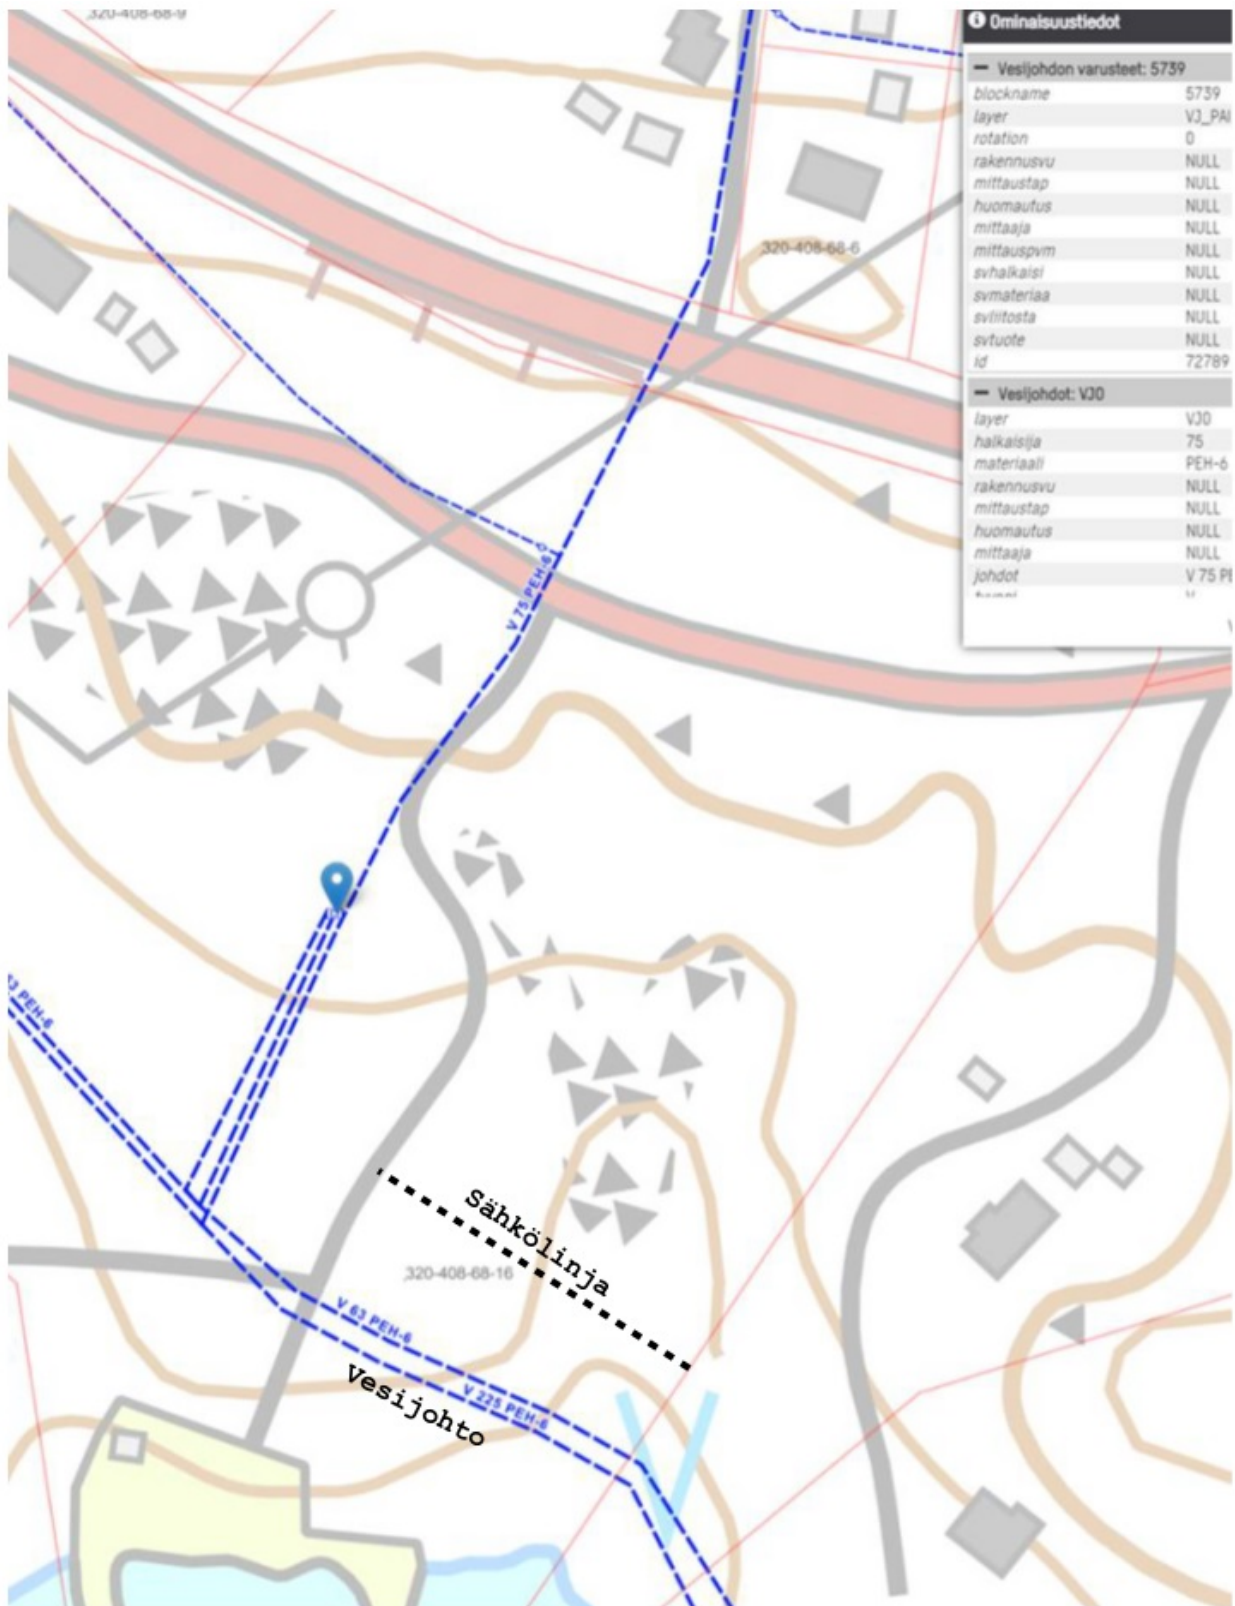 ,320-408-68-9
Ominaisuustiedot
Vesijohdon varusteet: 5739
blockname 5739
layer VJ_PAI
rotation 0
rakennusvu NULL
mittaustap NULL
huomautus NULL
mittaaja NULL
mittauspvm NULL
svhalkaisi NULL
svmateriaa NULL
svliitosta NULL
svtuote NULL
id 72789
Vesijohdot: VJ0
layer VJ0
halkaisija 75
materiaali PEH-6
rakennusvu NULL
mittaustap NULL
huomautus NULL
mittaaja NULL
johdot V 75 PE
,320-408-68-6
V 75 PEH-6
3 PEH-6
Sähkölinja
,320-408-68-16
V 63 PEH-6
V 225 PEH-6
Vesijohto